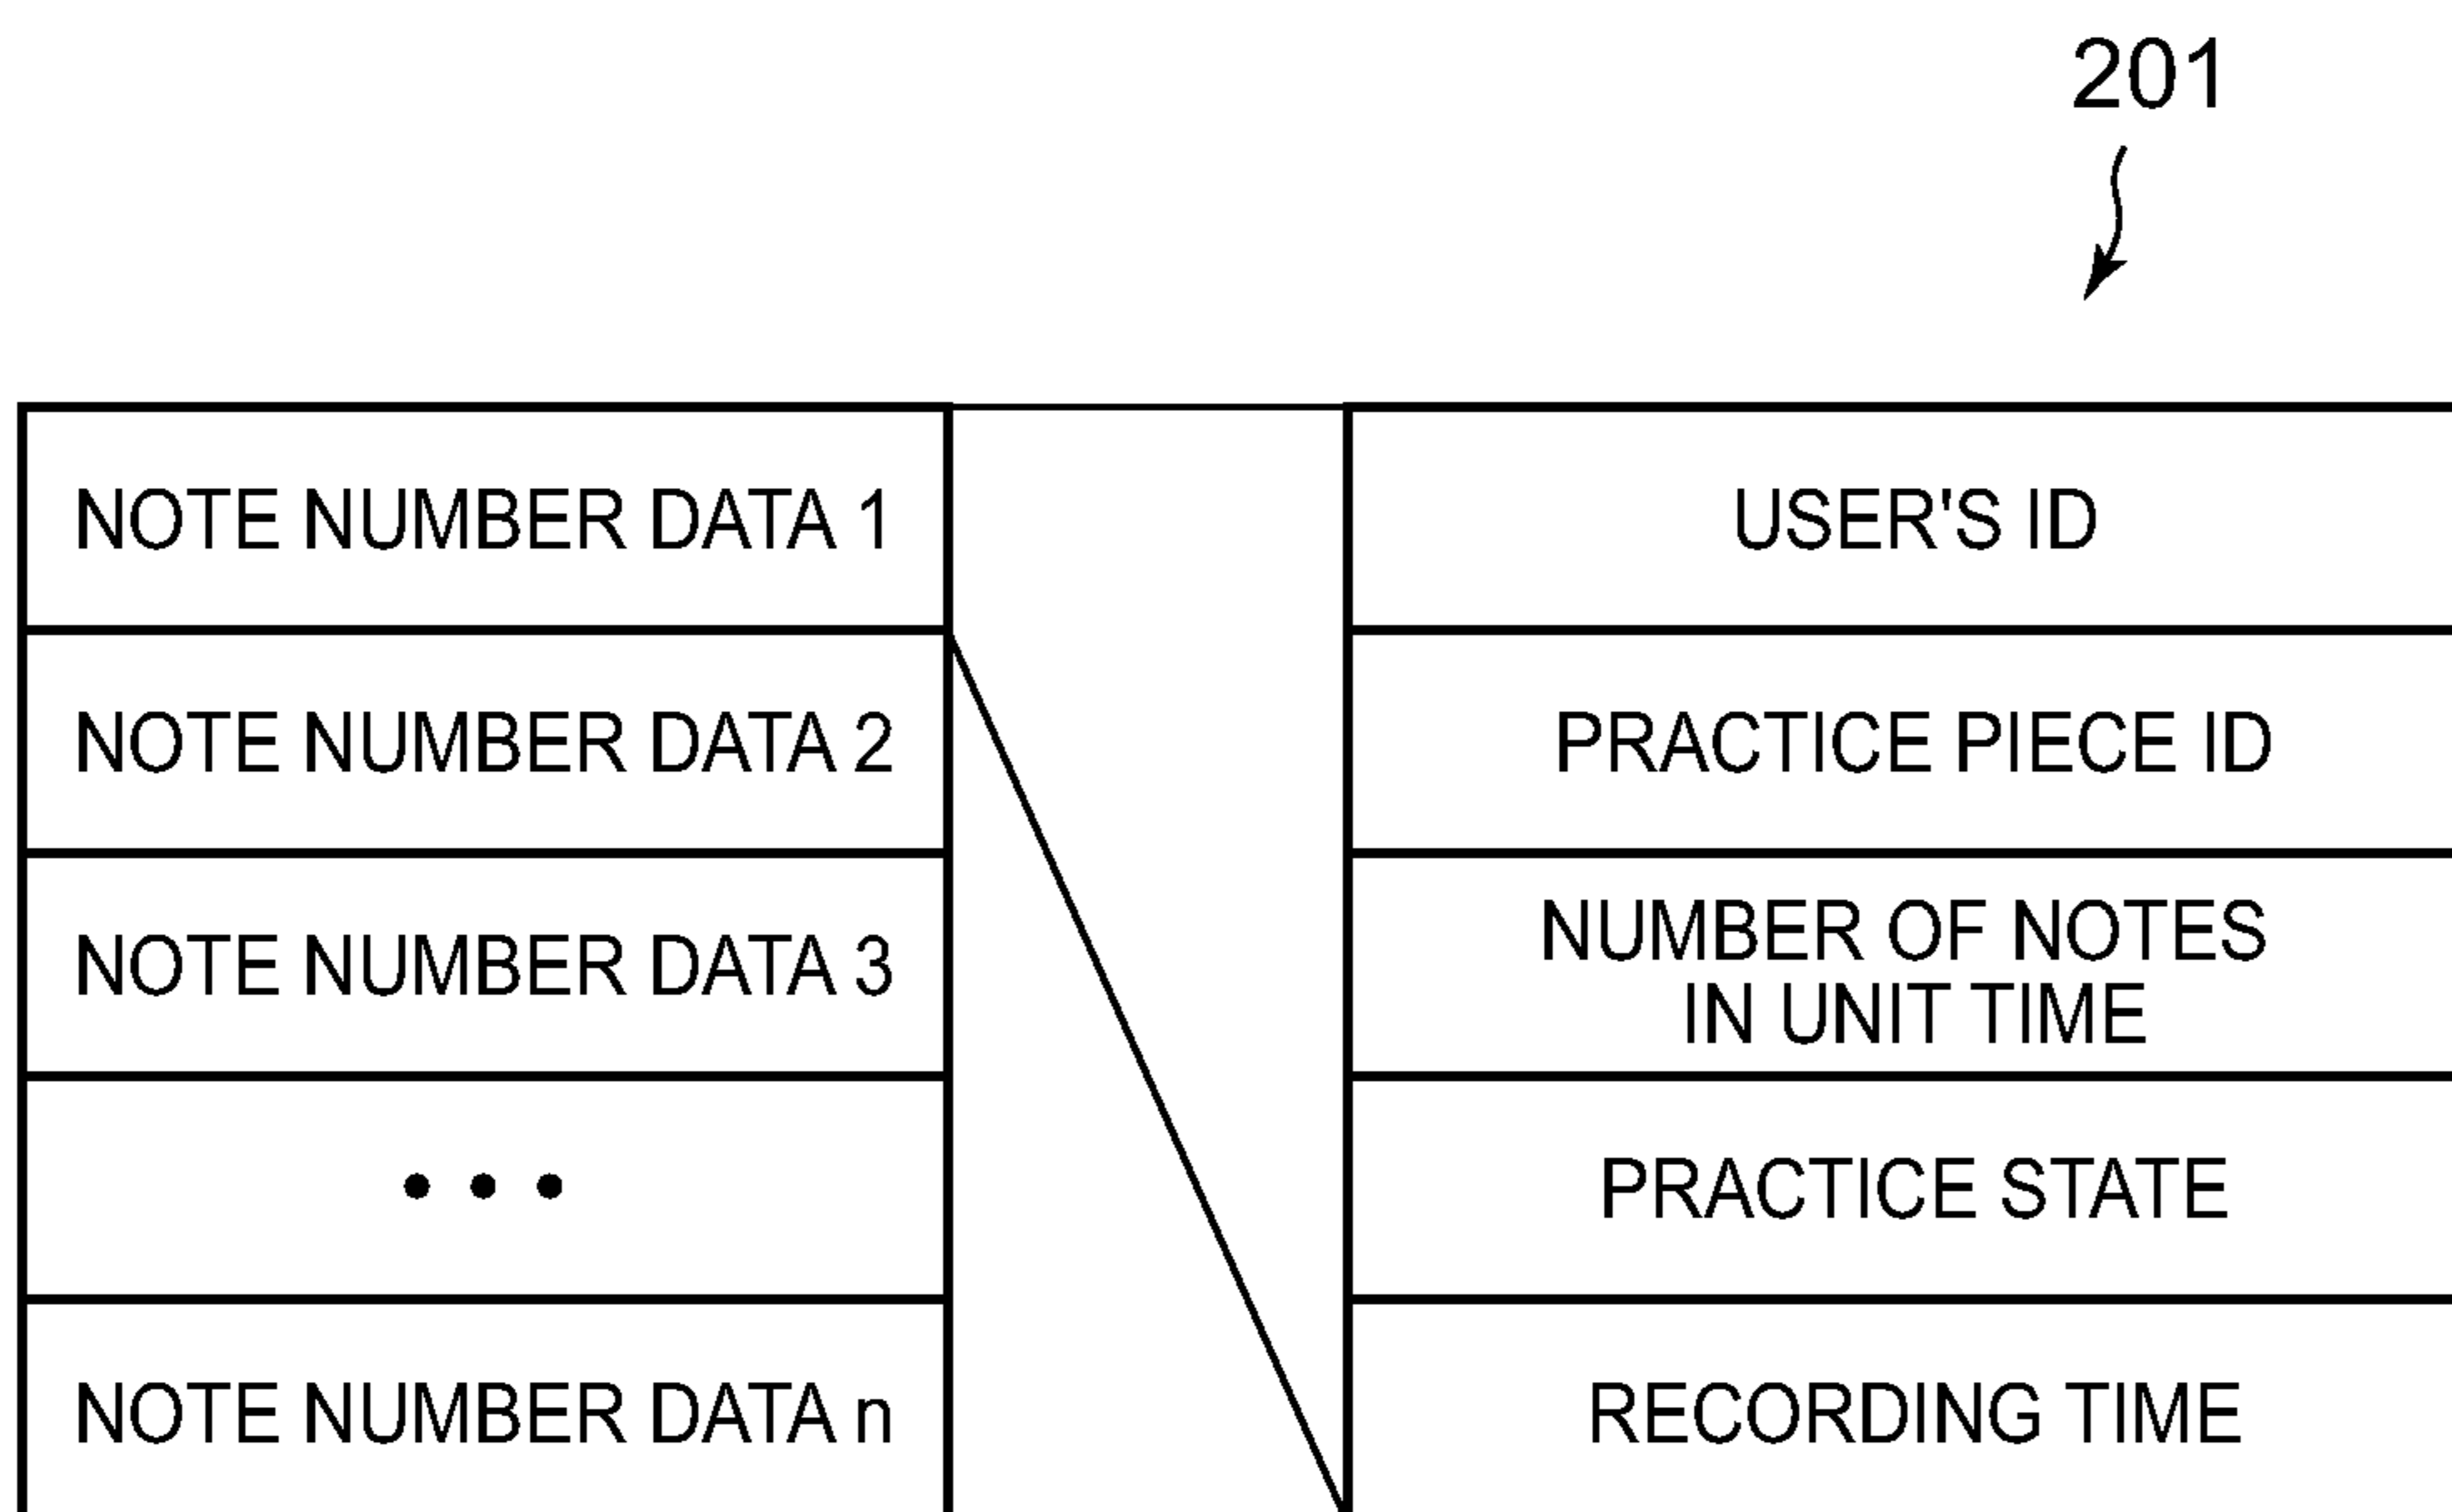 201
NOTE NUMBER DATA 1
NOTE NUMBER DATA 2
NOTE NUMBER DATA 3
• • •
NOTE NUMBER DATA n
USER'S ID
PRACTICE PIECE ID
NUMBER OF NOTES
IN UNIT TIME
PRACTICE STATE
RECORDING TIME